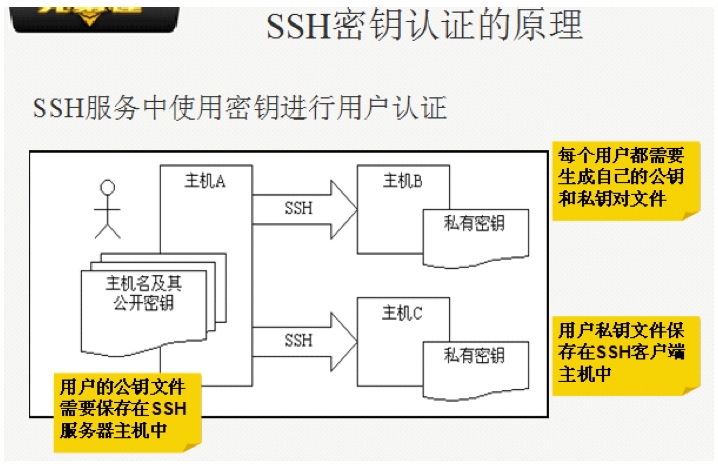 SSH密钥认证的原理
SSH服务中使用密钥进行用户认证
每个用户都需要
生成自己的公钥
和私钥对文件
主机A
主机B
SSH
私有密钥
主机名及其
公开密钥
主机C
SSH
私有密钥
用户私钥文件保
存在SSH客户端
主机中
用户的公钥文件
需要保存在SSH
服务器主机中